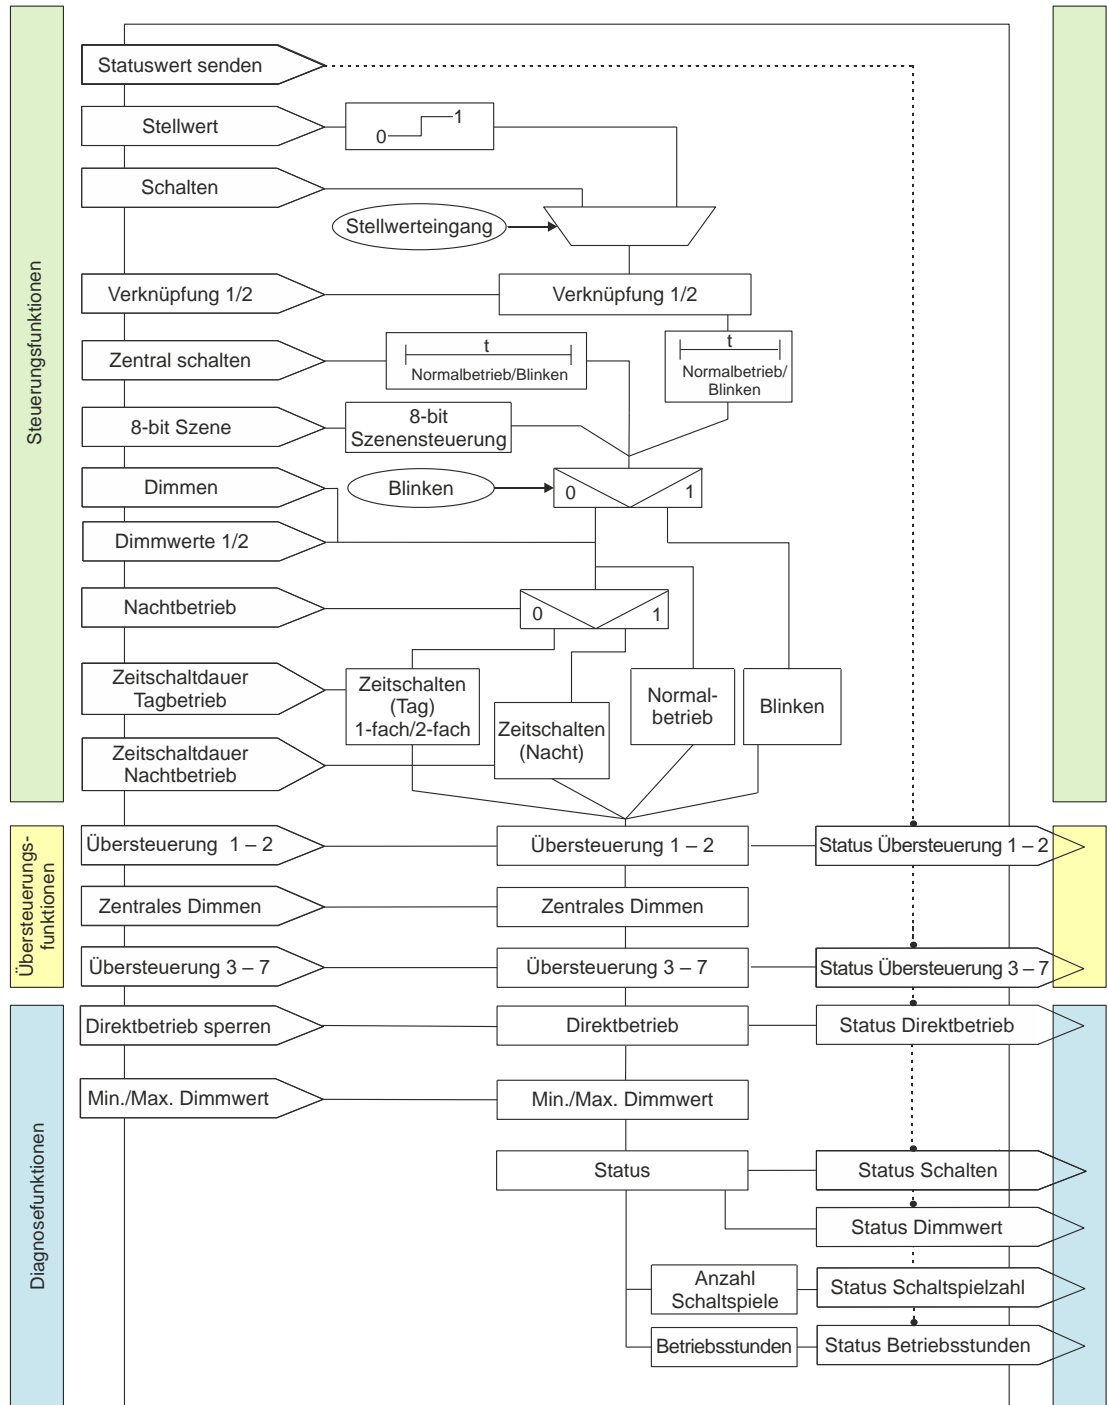 Steuerungsfunktionen
Statuswert senden
Stellwert
0
1
Schalten
Stellwerteingang
Verknüpfung 1/2
Verknüpfung 1/2
Zentral schalten
t
Normalbetrieb/Blinken
t
Normalbetrieb/
Blinken
8-bit Szene
8-bit
Szenensteuerung
Dimmen
Blinken
0
1
Dimmwerte 1/2
Nachtbetrieb
0
1
Zeitschaltdauer
Tagbetrieb
Zeitschalten
(Tag)
1-fach/2-fach
Zeitschalten
(Nacht)
Normal-
betrieb
Blinken
Zeitschaltdauer
Nachtbetrieb
Übersteuerungs-
funktionen
Übersteuerung 1 – 2
Übersteuerung 1 – 2
Status Übersteuerung 1 – 2
Zentrales Dimmen
Zentrales Dimmen
Übersteuerung 3 – 7
Übersteuerung 3 – 7
Status Übersteuerung 3 – 7
Diagnosefunktionen
Direktbetrieb sperren
Direktbetrieb
Status Direktbetrieb
Min./Max. Dimmwert
Min./Max. Dimmwert
Status
Status Schalten
Status Dimmwert
Anzahl
Schaltspiele
Status Schaltspielzahl
Betriebsstunden
Status Betriebsstunden